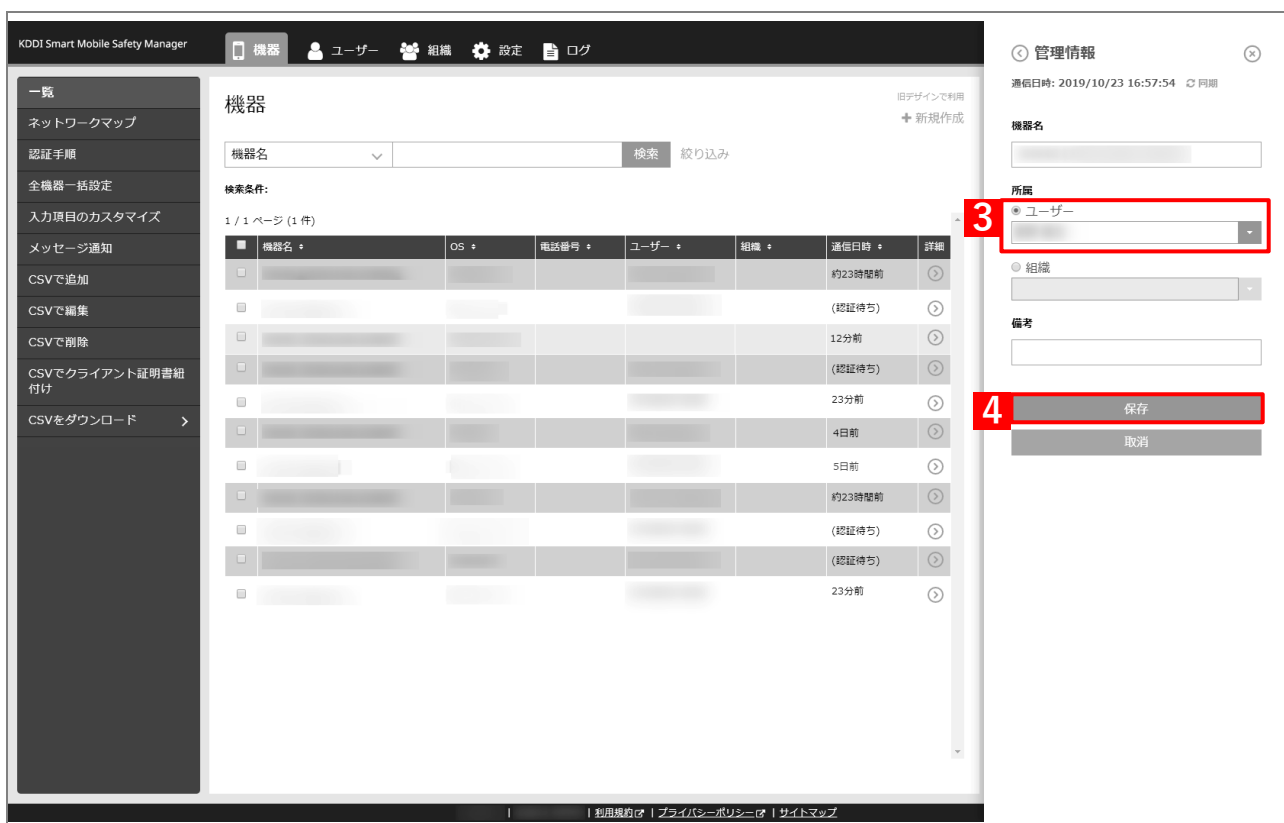 KDDI Smart Mobile Safety Manager
機器
ユーザー
組織
設定
ログ
一覧
ネットワークマップ
認証手順
全機器一括設定
入力項目のカスタマイズ
メッセージ通知
CSVで追加
CSVで編集
CSVで削除
CSVでクライアント証明書紐
付け
CSVをダウンロード
機器
旧デザインで利用
+ 新規作成
機器名
検索
絞り込み
検索条件:
1 / 1 ページ (1 件)
機器名 OS 電話番号 ユーザー 組織 通信日時 詳細
約23時間前
(認証待ち)
12分前
(認証待ち)
23分前
4日前
5日前
約23時間前
(認証待ち)
(認証待ち)
23分前
管理情報
通信日時: 2019/10/23 16:57:54 同期
機器名
所属
3
ユーザー
組織
備考
4
保存
取消
| | 利用規約 | プライバシーポリシー | サイトマップ